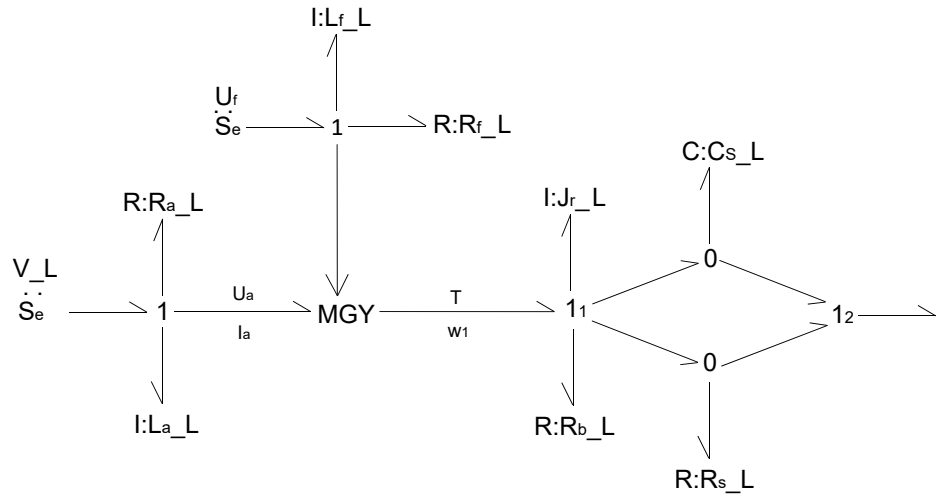 I:Lf_L
Uf
Se
1
R:Rf_L
C:CS_L
R:Ra_L
I:Jr_L
V_L
Se
1
Ua
Ia
MGY
T
w1
11
0
0
12
I:La_L
R:Rb_L
R:Rs_L